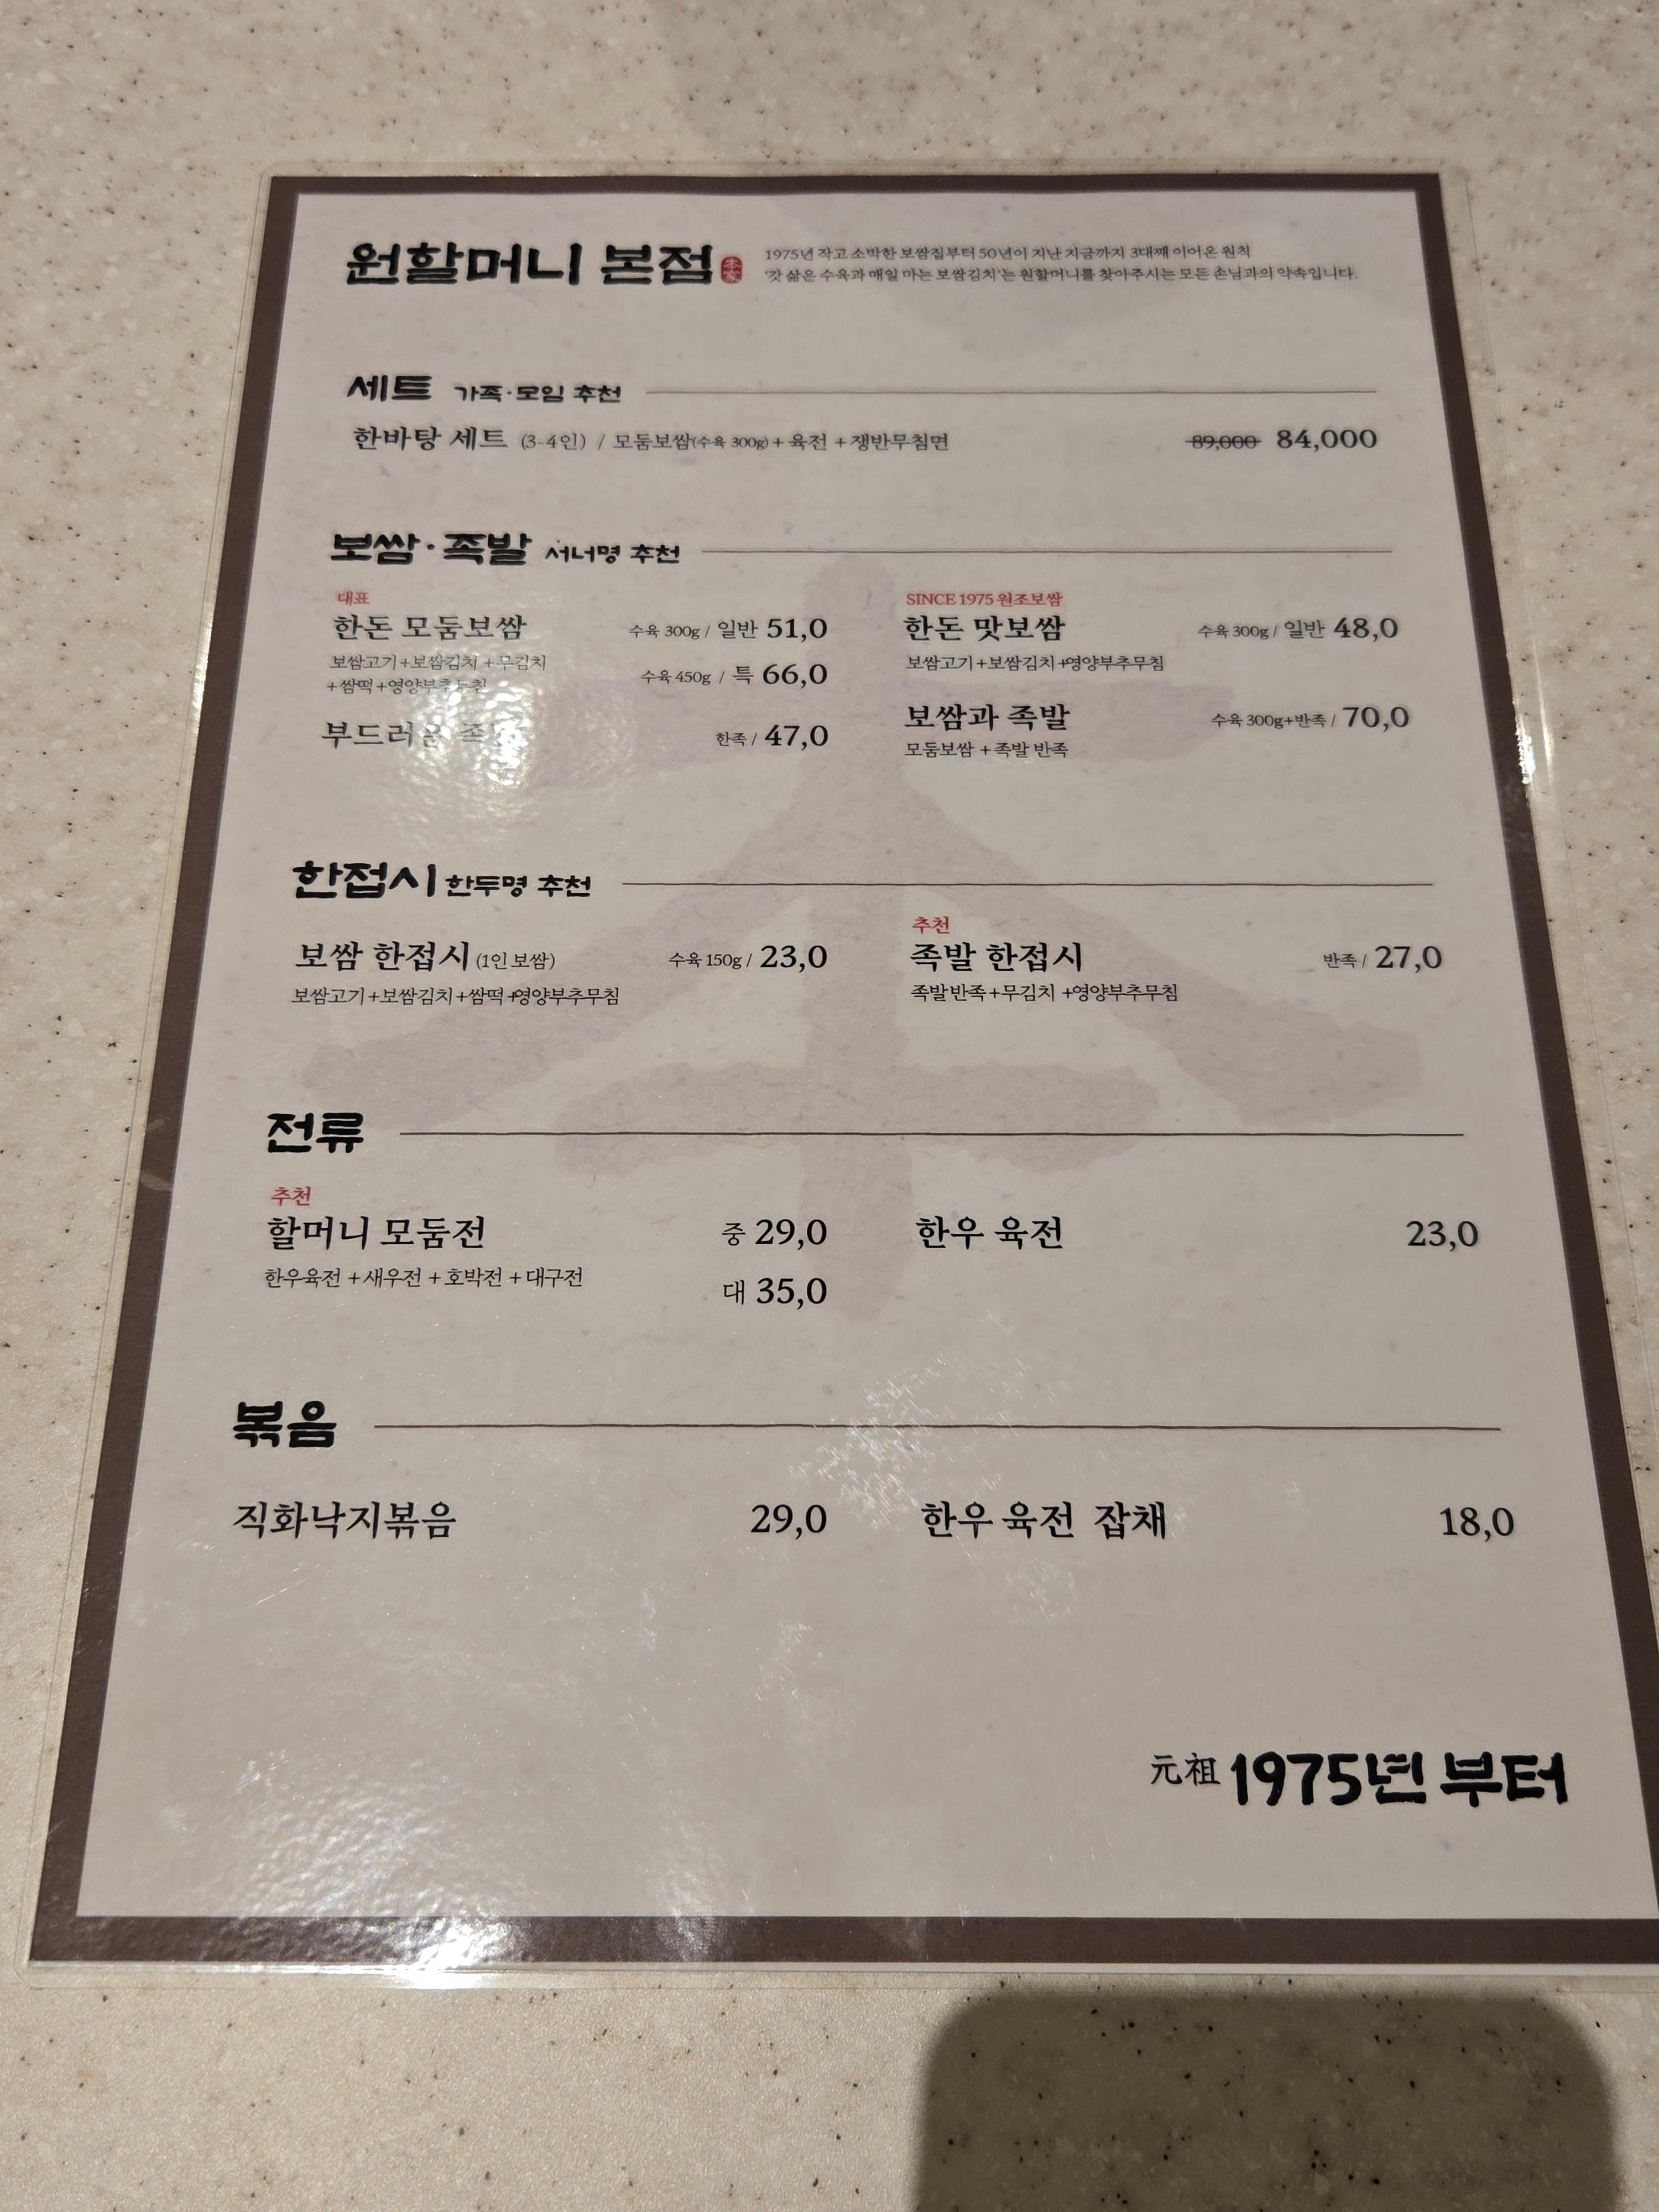 원할머니 본점 本家
1975년 작고 소박한 보쌈집부터 50년이 지난 지금까지 3대째 이어온 원칙
'갓 삶은 수육과 매일 마는 보쌈김치'는 원할머니를 찾아주시는 모든 손님과의 약속입니다.
세트 가족·모임 추천
한바탕 세트 (3-4인) / 모둠보쌈(수육 300g) + 육전 + 쟁반무침면 89,000 84,000
보쌈·족발 서너명 추천
대표
한돈 모둠보쌈 수육 300g / 일반 51,0
보쌈고기+보쌈김치+무김치 수육 450g / 특 66,0
+쌈떡+영양부추무침
부드러운 족발 한족 / 47,0
SINCE 1975 원조보쌈
한돈 맛보쌈 수육 300g / 일반 48,0
보쌈고기+보쌈김치+영양부추무침
보쌈과 족발 수육 300g+반족 / 70,0
모둠보쌈 + 족발 반족
한접시 한두명 추천
보쌈 한접시 (1인 보쌈) 수육 150g / 23,0
보쌈고기+보쌈김치+쌈떡+영양부추무침
추천
족발 한접시 반족 / 27,0
족발반족+무김치 +영양부추무침
전류
추천
할머니 모둠전 중 29,0
한우육전 +새우전 +호박전 +대구전
대 35,0
한우 육전 23,0
볶음
직화낙지볶음 29,0
한우 육전 잡채 18,0
元祖 1975년 부터